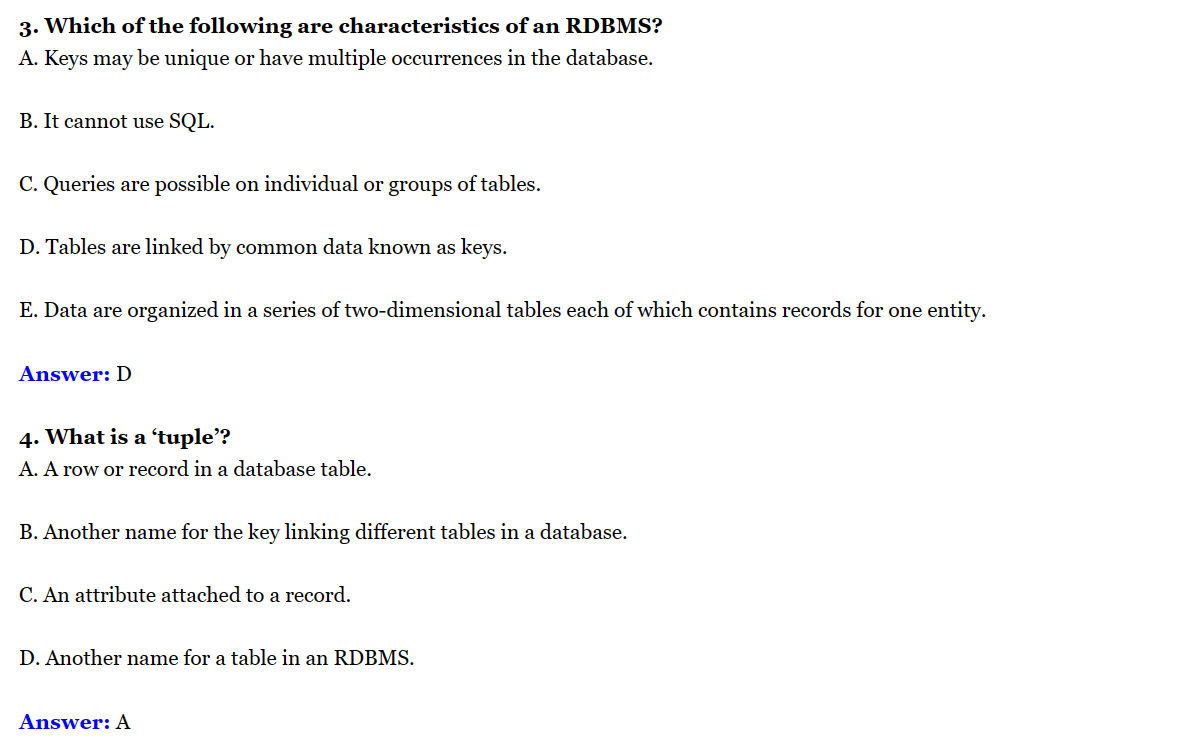 3. Which of the following are characteristics of an RDBMS?
A. Keys may be unique or have multiple occurrences in the database.
B. It cannot use SQL.
C. Queries are possible on individual or groups of tables.
D. Tables are linked by common data known as keys.
E. Data are organized in a series of two-dimensional tables each of which contains records for one entity.
Answer: D
4. What is a ‘tuple’?
A. A row or record in a database table.
B. Another name for the key linking different tables in a database.
C. An attribute attached to a record.
D. Another name for a table in an RDBMS.
Answer: A